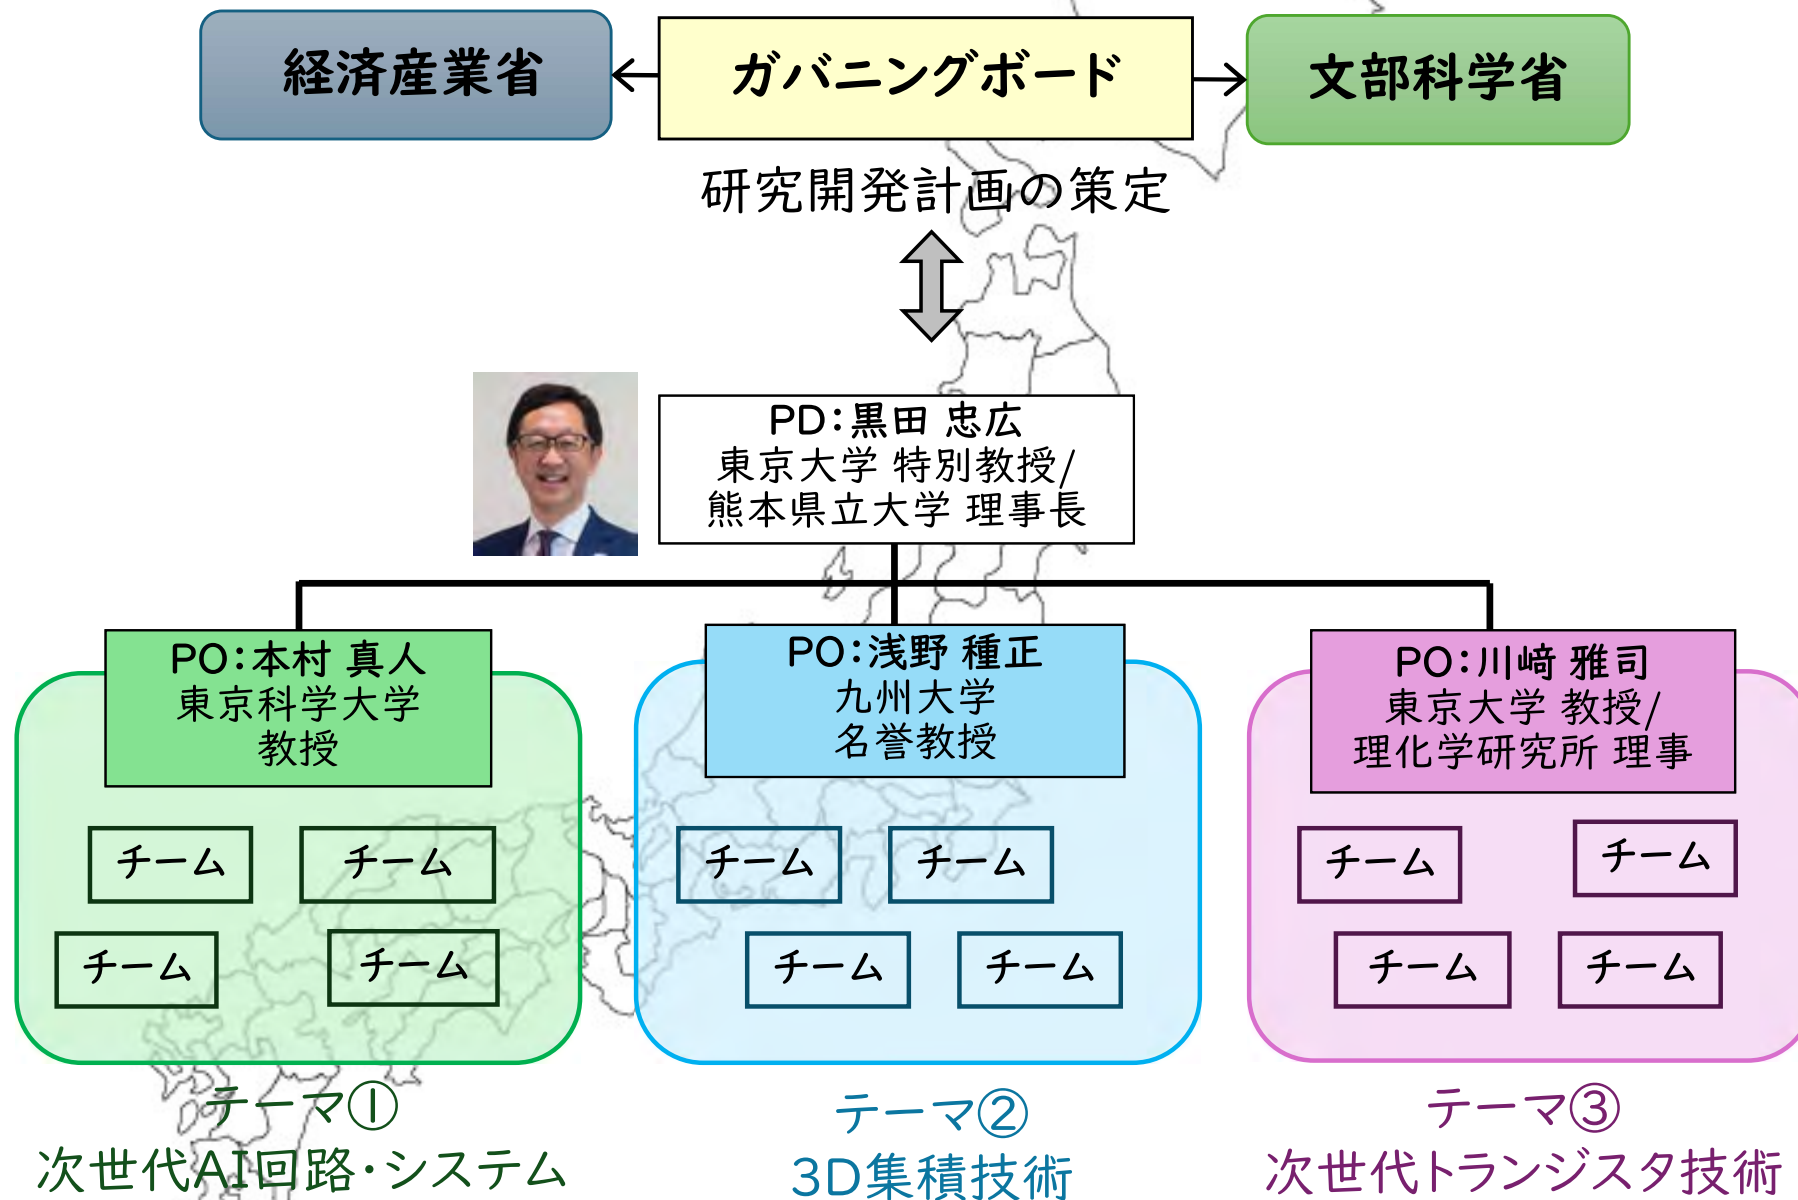 経済産業省
ガバニングボード
文部科学省
研究開発計画の策定
PD：黒田 忠広
東京大学 特別教授/
熊本県立大学 理事長
PO：本村 真人
東京科学大学
教授
PO：浅野 種正
九州大学
名誉教授
PO：川﨑 雅司
東京大学 教授/
理化学研究所 理事
チーム
チーム
チーム
チーム
チーム
チーム
チーム
チーム
チーム
チーム
チーム
チーム
テーマ①
次世代AI回路・システム
テーマ②
3D集積技術
テーマ③
次世代トランジスタ技術